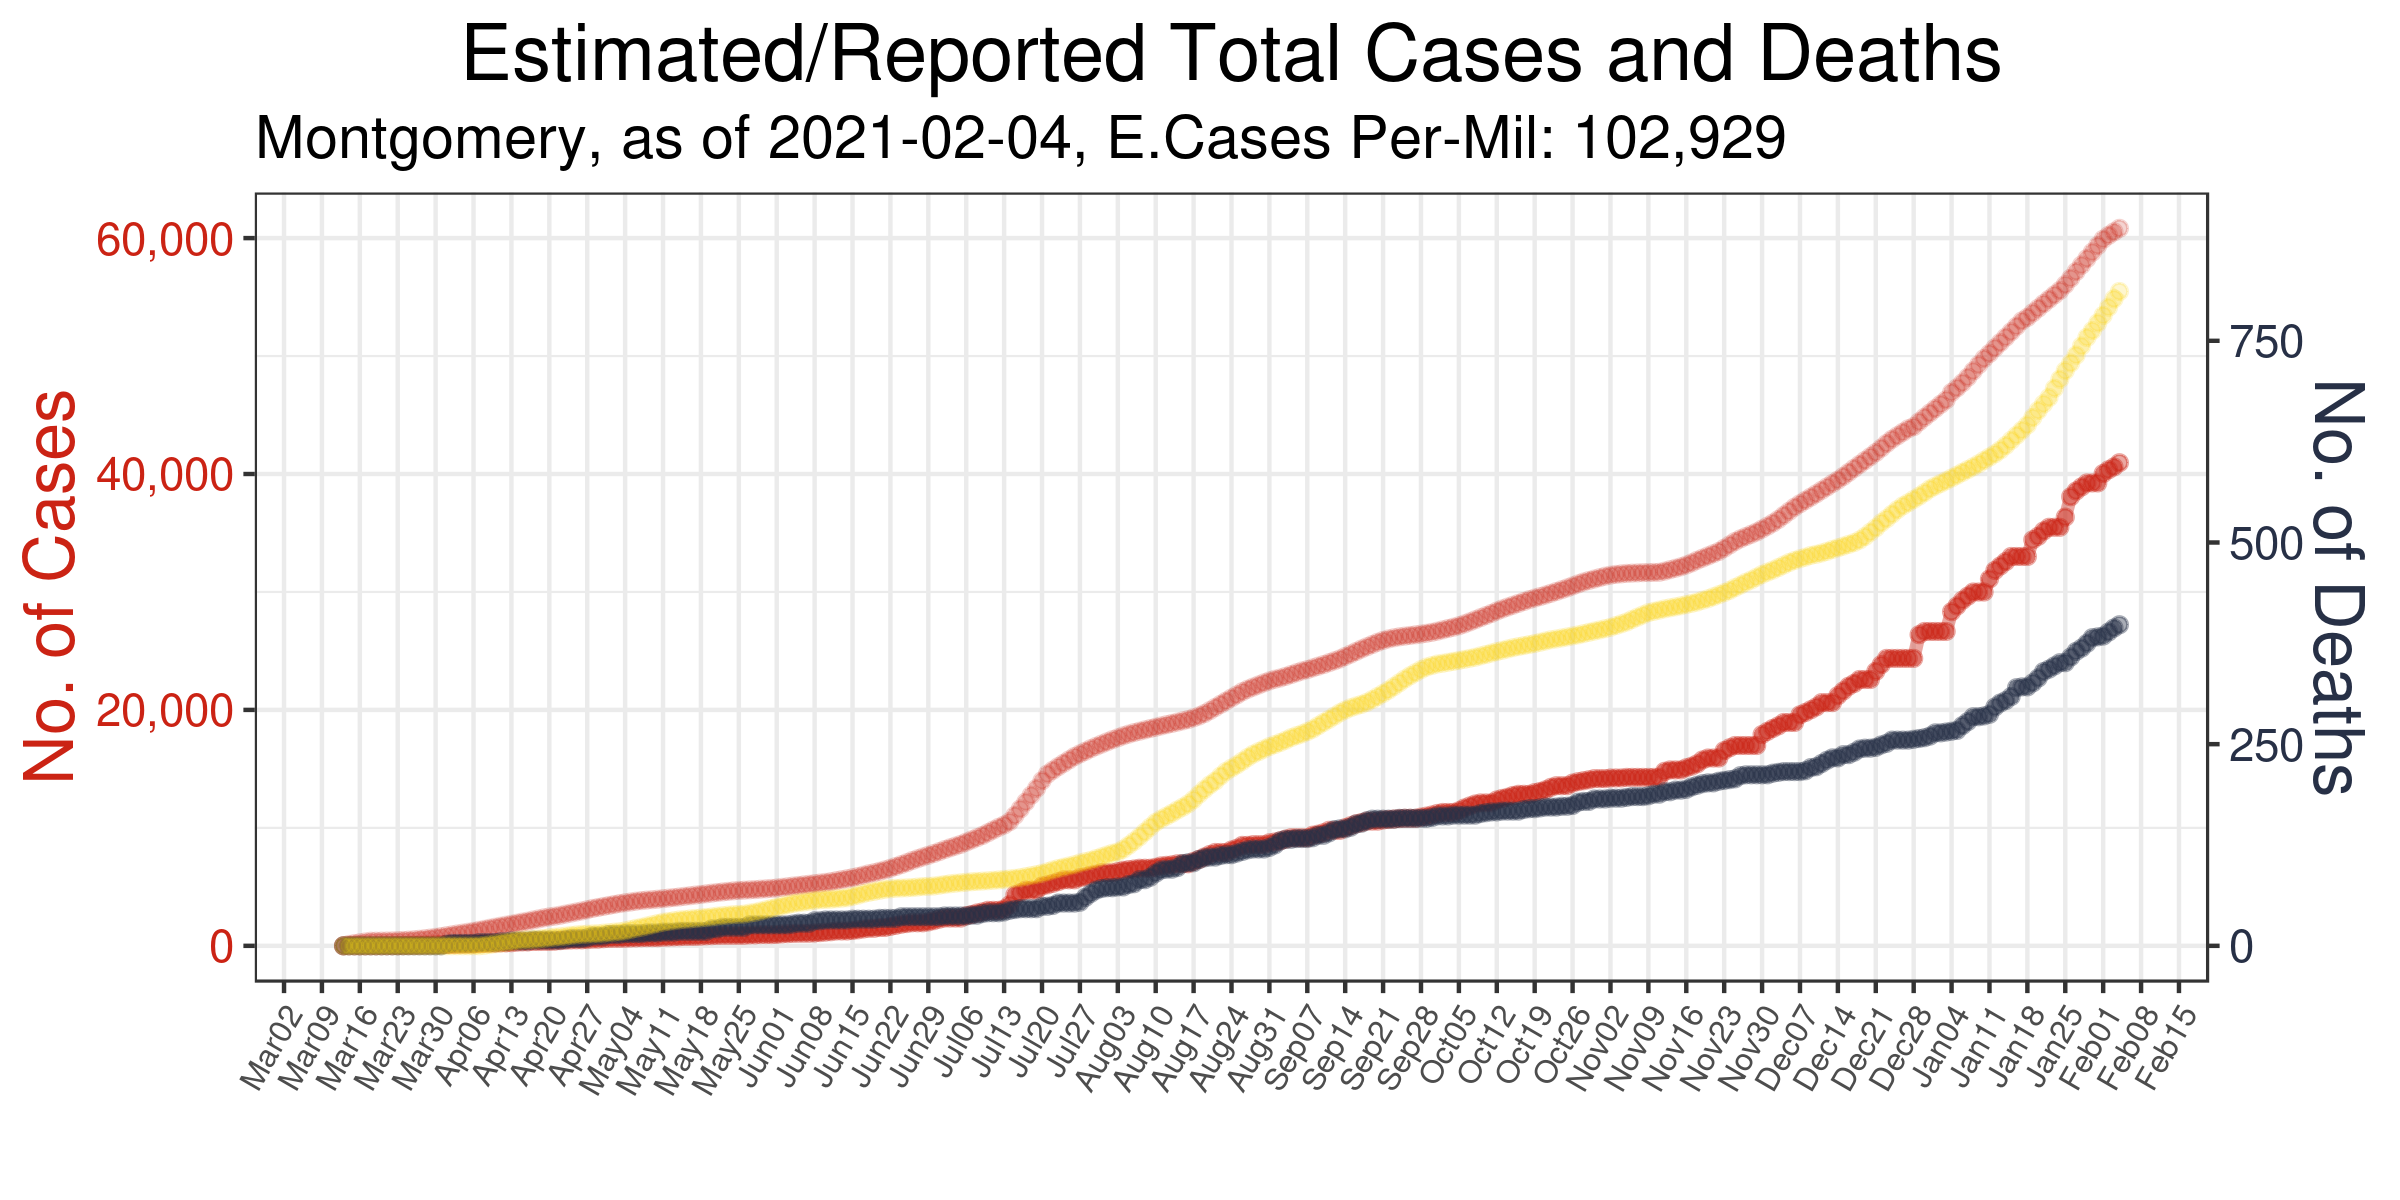 Estimated/Reported Total Cases and Deaths
Montgomery, as of 2021-02-04, E.Cases Per-Mil: 102,929
No. of Cases
60,000
40,000
20,000
0
750
500
250
0
No. of Deaths
Mar02
Mar09
Mar16
Mar23
Mar30
Apr06
Apr13
Apr20
Apr27
May04
May11
May18
May25
Jun01
Jun08
Jun15
Jun22
Jun29
Jul06
Jul13
Jul20
Jul27
Aug03
Aug10
Aug17
Aug24
Aug31
Sep07
Sep14
Sep21
Sep28
Oct05
Oct12
Oct19
Oct26
Nov02
Nov09
Nov16
Nov23
Nov30
Dec07
Dec14
Dec21
Dec28
Jan04
Jan11
Jan18
Jan25
Feb01
Feb08
Feb15